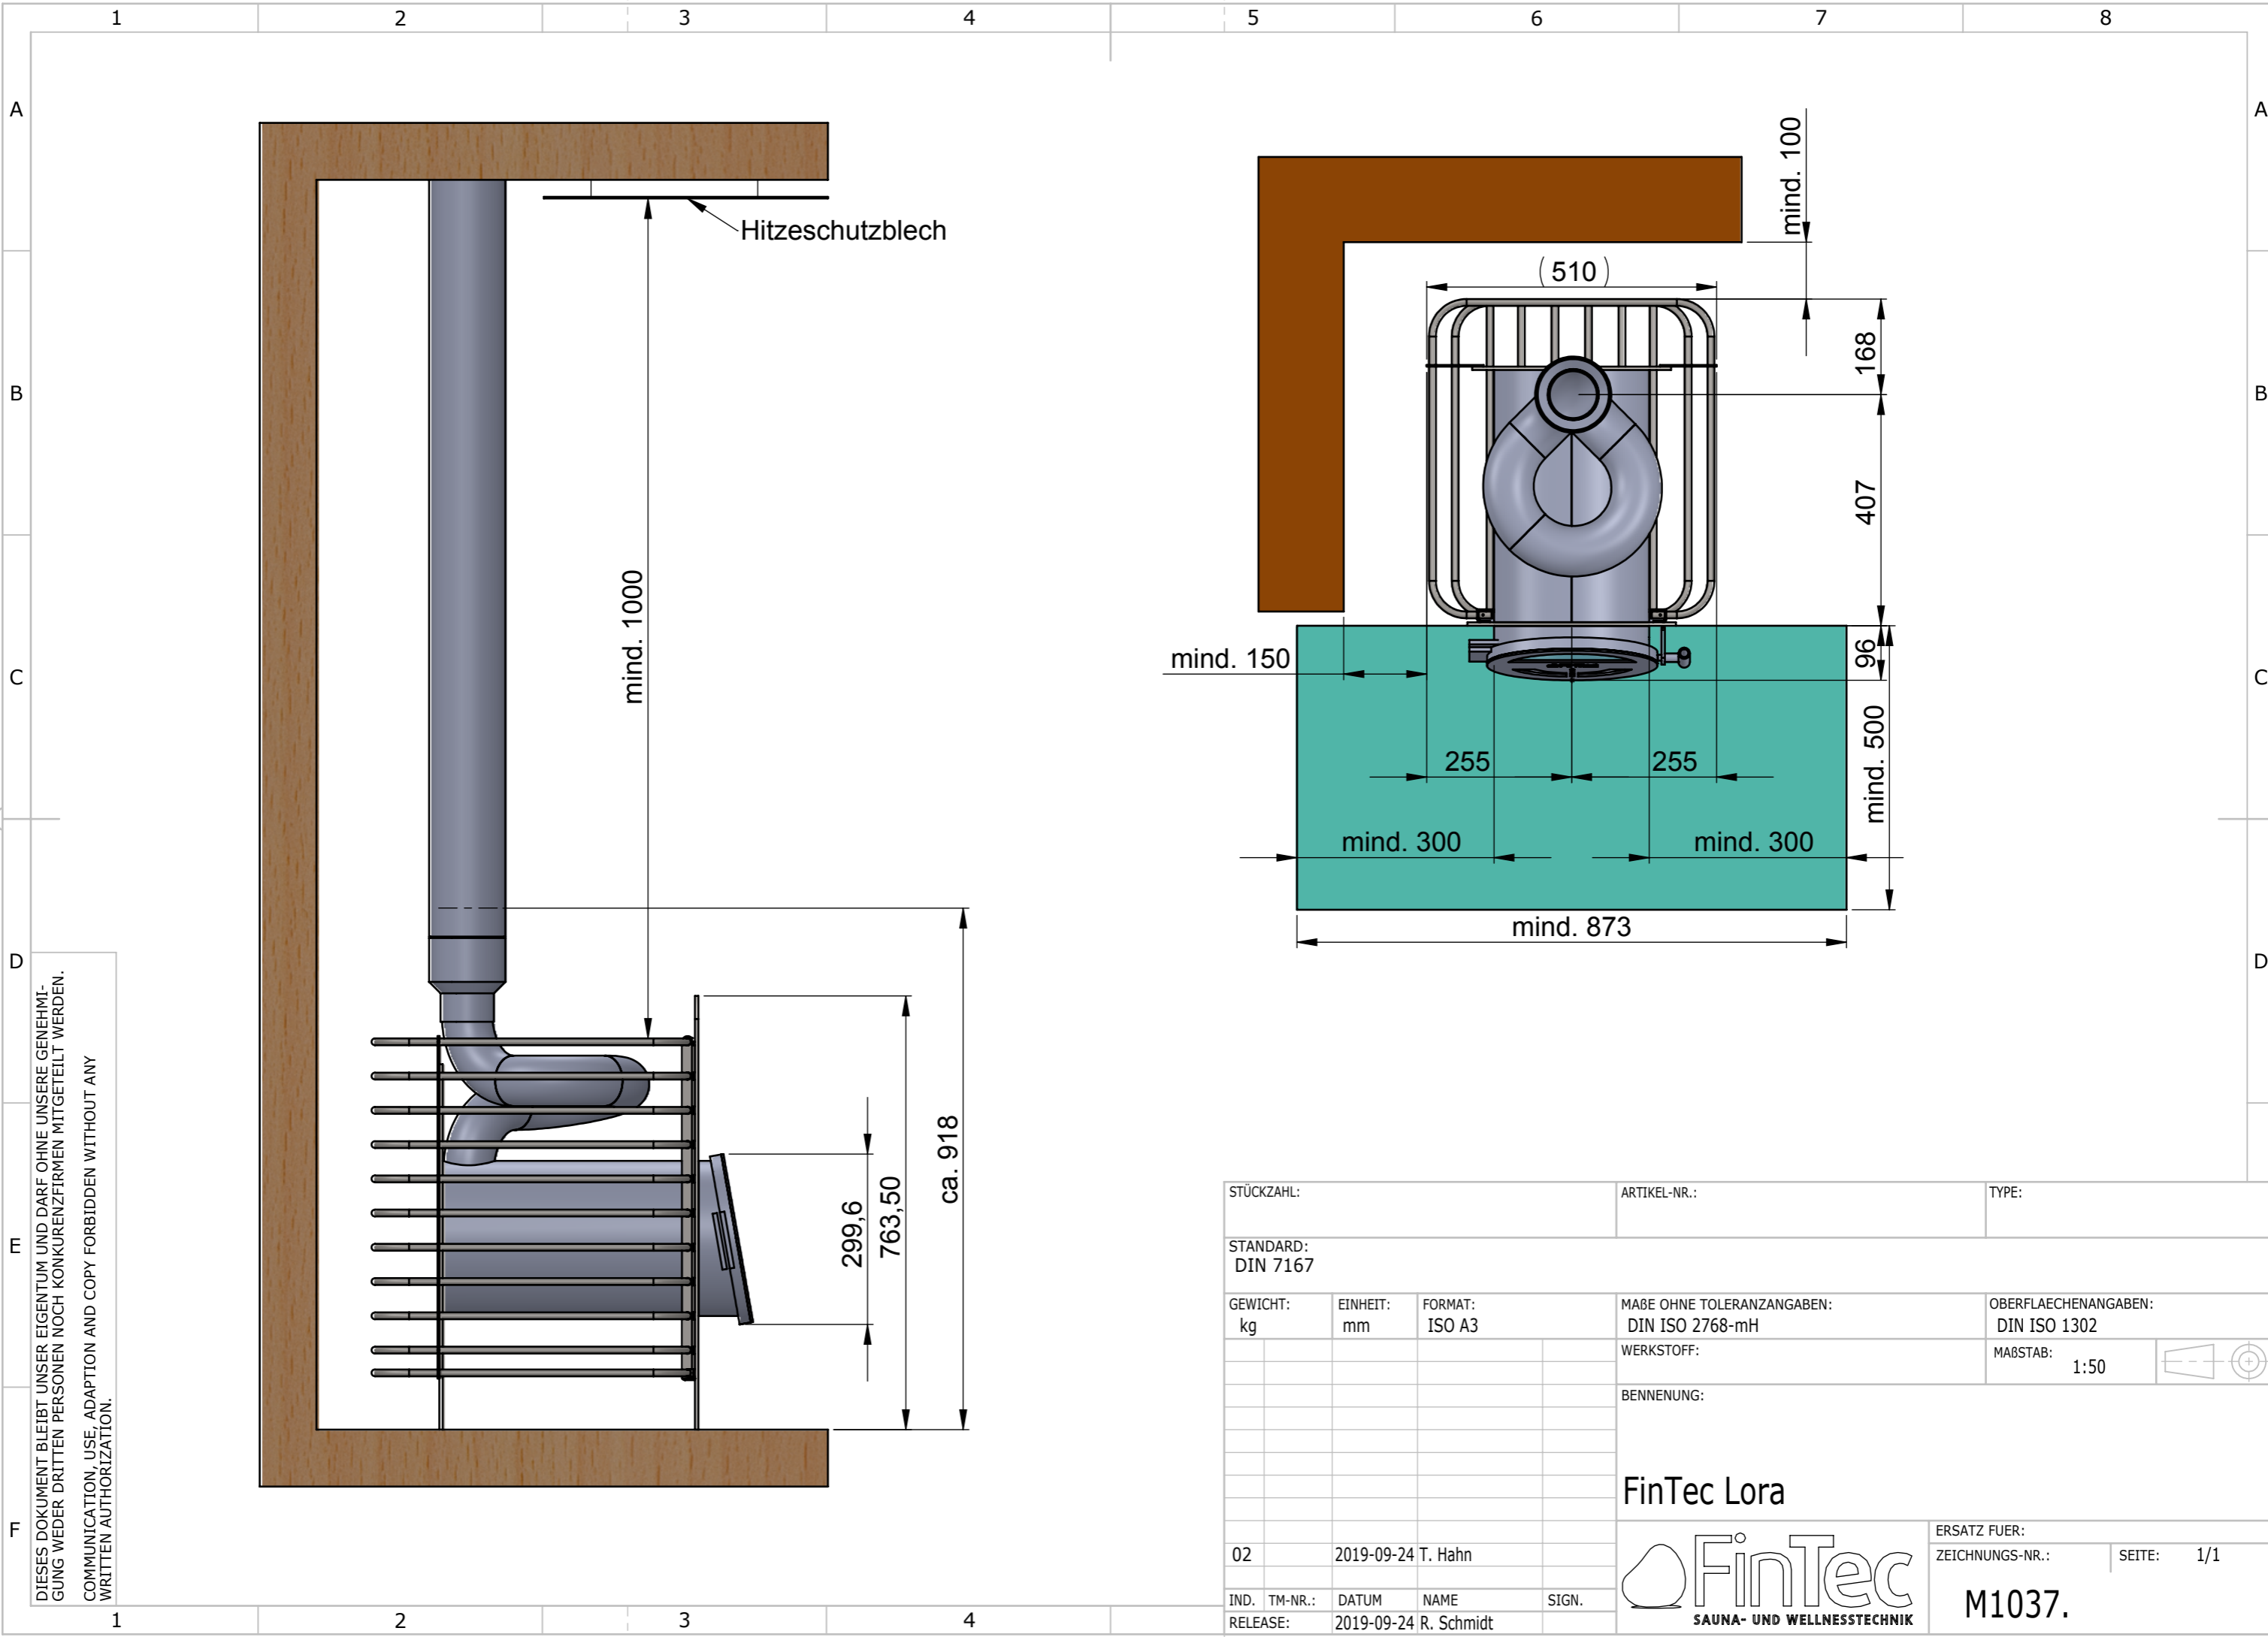 1 2 3 4 5 6 7 8
A A
B B
C C
D D
E
F
1 2 3 4
Hitzeschutzblech
mind. 1000
299,6
763,50
ca. 918
mind. 100
(510)
168
407
96
mind. 150
255 255
mind. 500
mind. 300 mind. 300
mind. 873
DIESES DOKUMENT BLEIBT UNSER EIGENTUM UND DARF OHNE UNSERE GENEHMI-
GUNG WEDER DRITTEN PERSONEN NOCH KONKURENZFIRMEN MITGETEILT WERDEN.
COMMUNICATION, USE, ADAPTION AND COPY FORBIDDEN WITHOUT ANY
WRITTEN AUTHORIZATION.
STÜCKZAHL: ARTIKEL-NR.: TYPE:
STANDARD:
DIN 7167
GEWICHT: EINHEIT: FORMAT: MAßE OHNE TOLERANZANGABEN: OBERFLAECHENANGABEN:
kg mm ISO A3 DIN ISO 2768-mH DIN ISO 1302
WERKSTOFF: MAßSTAB:
1:50
BENNENUNG:
FinTec Lora
02 2019-09-24 T. Hahn
IND. TM-NR.: DATUM NAME SIGN.
RELEASE: 2019-09-24 R. Schmidt
FinTec
SAUNA- UND WELLNESSTECHNIK
ERSATZ FUER:
ZEICHNUNGS-NR.: SEITE: 1/1
M1037.